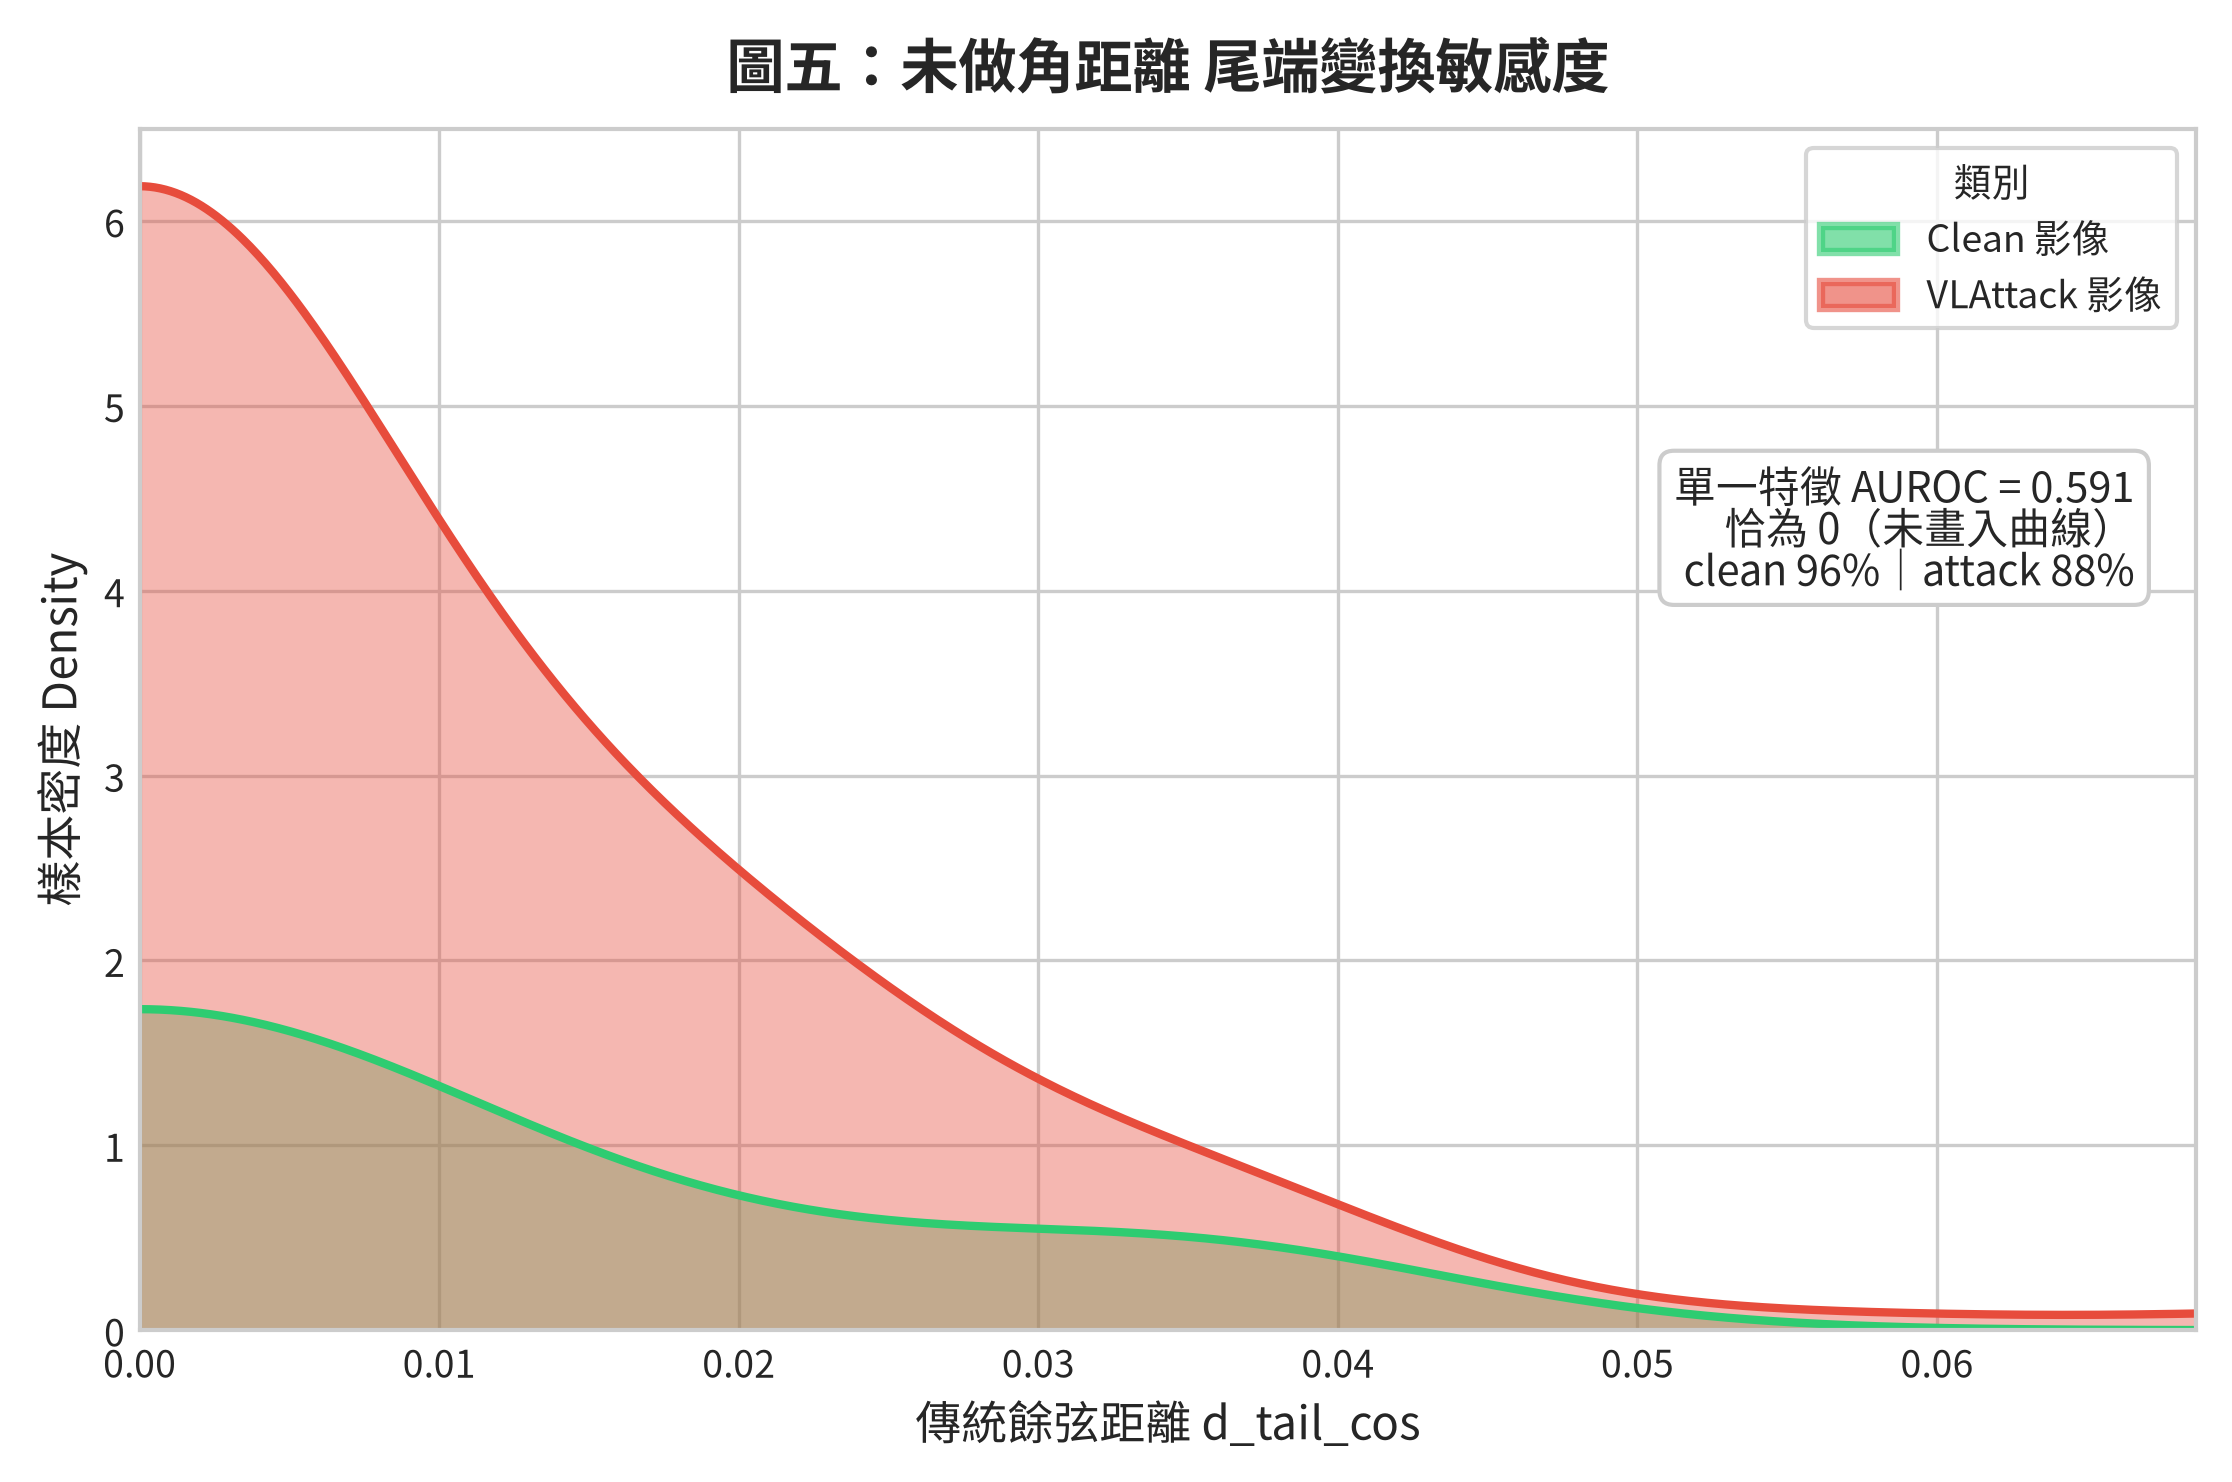 圖五：未做角距離 尾端變換敏感度
類別
Clean 影像
VLAttack 影像
單一特徵 AUROC = 0.591
恰為 0（未畫入曲線）
clean 96%｜attack 88%
樣本密度 Density
6
5
4
3
2
1
0
0.00
0.01
0.02
0.03
0.04
0.05
0.06
傳統餘弦距離 d_tail_cos